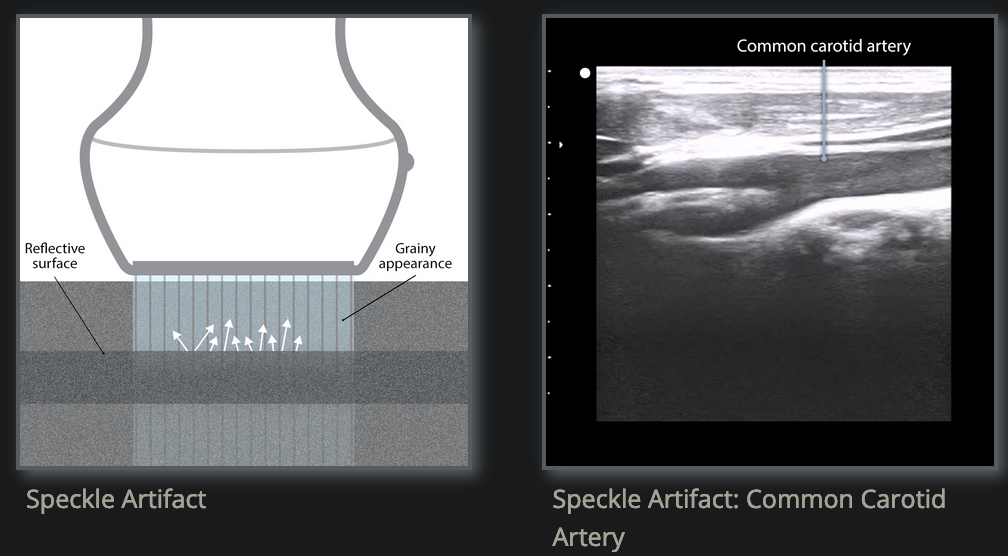 Reflective
surface
Grainy
appearance
Speckle Artifact
Common carotid artery
Speckle Artifact: Common Carotid
Artery